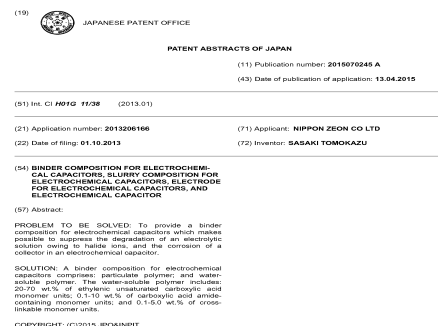 (19)
JAPANESE PATENT OFFICE
PATENT ABSTRACTS OF JAPAN
(11) Publication number: 2015070245 A
(43) Date of publication of application: 13.04.2015
(51) Int. Cl H01G 11/38 (2013.01)
(21) Application number: 2013206166
(71) Applicant: NIPPON ZEON CO LTD
(22) Date of filing: 01.10.2013
(72) Inventor: SASAKI TOMOKAZU
(54) BINDER COMPOSITION FOR ELECTROCHEMI-
CAL CAPACITORS, SLURRY COMPOSITION FOR
ELECTROCHEMICAL CAPACITORS, ELECTRODE
FOR ELECTROCHEMICAL CAPACITORS, AND
ELECTROCHEMICAL CAPACITOR
(57) Abstract:
PROBLEM TO BE SOLVED: To provide a binder
composition for electrochemical capacitors which makes
possible to suppress the degradation of an electrolytic
solution owing to halide ions, and the corrosion of a
collector in an electrochemical capacitor.
SOLUTION: A binder composition for electrochemical
capacitors comprises: particulate polymer; and water-
soluble polymer. The water-soluble polymer includes:
20-70 wt.% of ethylenic unsaturated carboxylic acid
monomer units; 0.1-10 wt.% of carboxylic acid amide-
containing monomer units; and 0.1-5.0 wt.% of cross-
linkable monomer units.
COPYRIGHT: (C)2015, JPO&INPIT